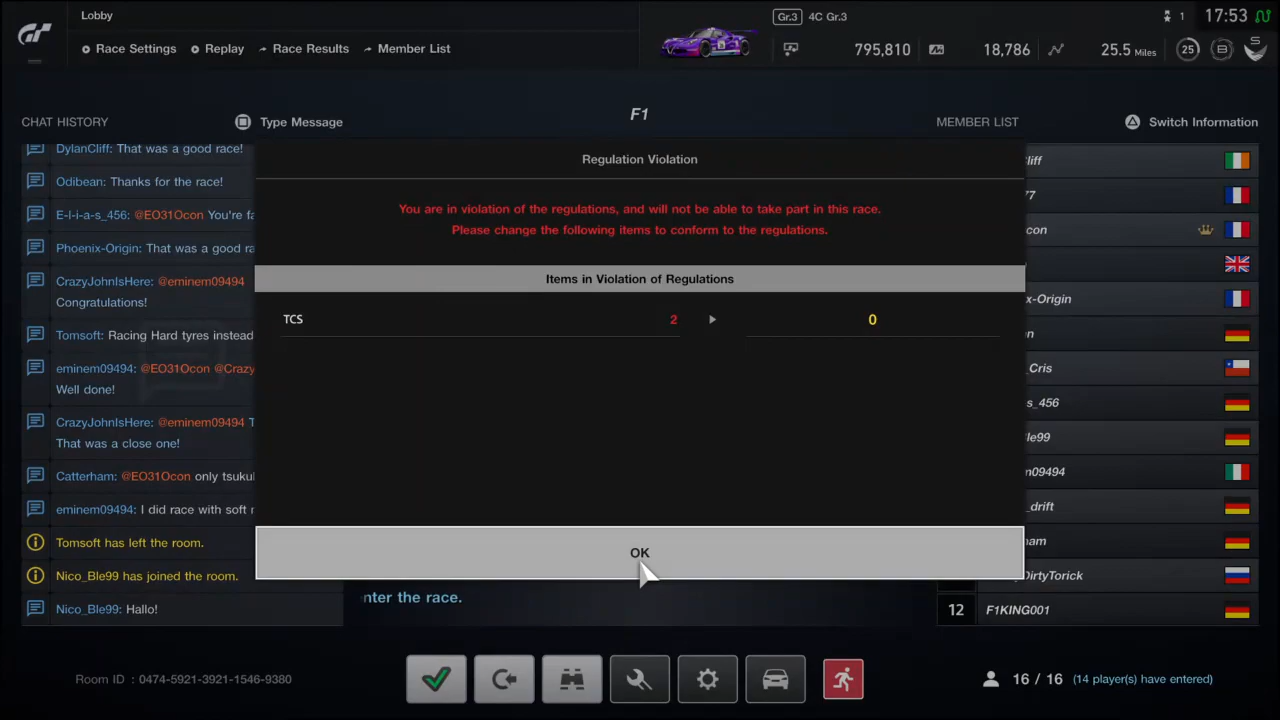 Lobby
Gr.3 4C Gr.3
1 17:53
Race Settings Replay Race Results Member List
795,810 18,786 25.5 Miles 25 B S
F1
CHAT HISTORY Type Message
MEMBER LIST Switch Information
DylanCliff: That was a good race!
Odibean: Thanks for the race!
E-l-i-a-s_456: @EO31Ocon You're fa
Phoenix-Origin: That was a good ra
CrazyJohnIsHere: @eminem09494
Congratulations!
Tomsoft: Racing Hard tyres instead
eminem09494: @EO31Ocon @Crazy
Well done!
CrazyJohnIsHere: @eminem09494 T
That was a close one!
Catterham: @EO31Ocon only tsukul
eminem09494: I did race with soft r
Tomsoft has left the room.
Nico_Ble99 has joined the room.
Nico_Ble99: Hallo!
Regulation Violation
You are in violation of the regulations, and will not be able to take part in this race.
Please change the following items to conform to the regulations.
Items in Violation of Regulations
TCS 2 0
OK
nter the race.
liff
77
con
x-Origin
n
_Cris
s_456
le99
n09494
_drift
am
DirtyTorick
12 F1KING001
Room ID : 0474-5921-3921-1546-9380
16 / 16 (14 player(s) have entered)